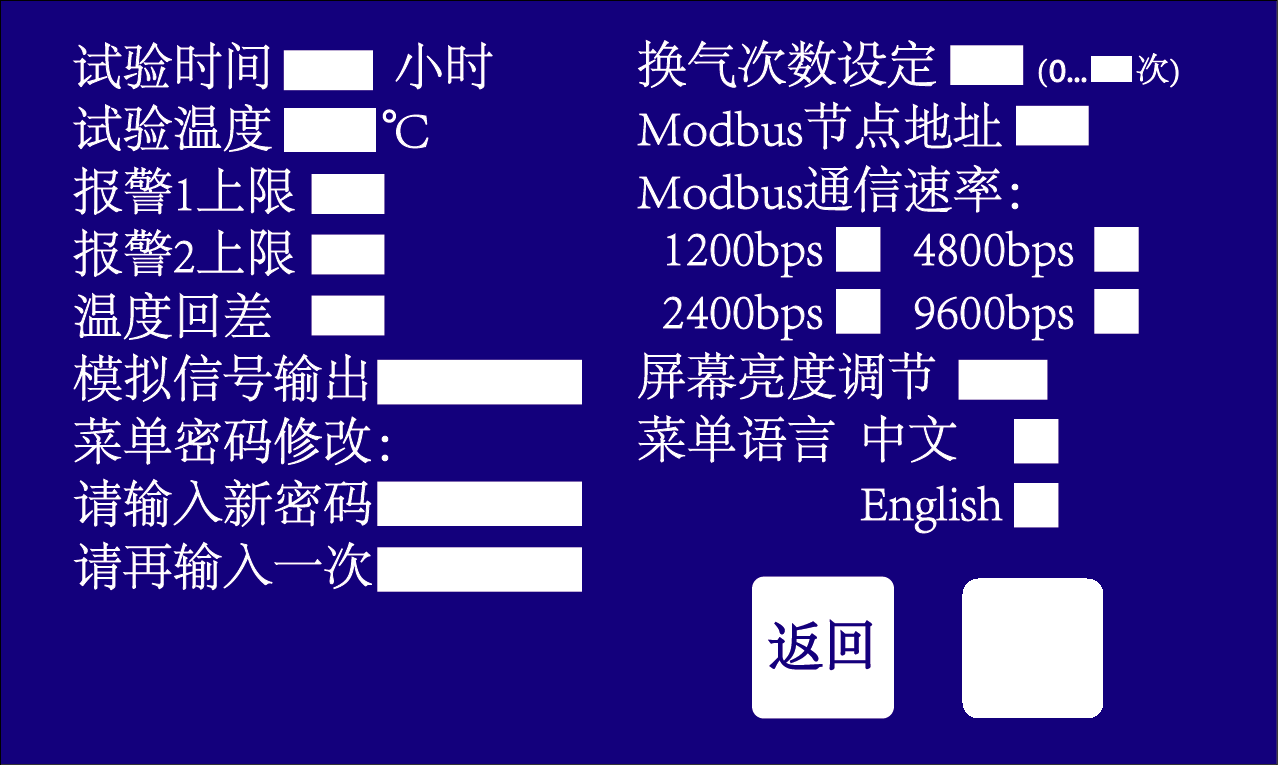 试验时间 小时
试验温度 ℃
报警1上限
报警2上限
温度回差
模拟信号输出
菜单密码修改：
请输入新密码
请再输入一次
换气次数设定 (0... 次)
Modbus节点地址
Modbus通信速率：
1200bps 4800bps
2400bps 9600bps
屏幕亮度调节
菜单语言 中文
English
返回